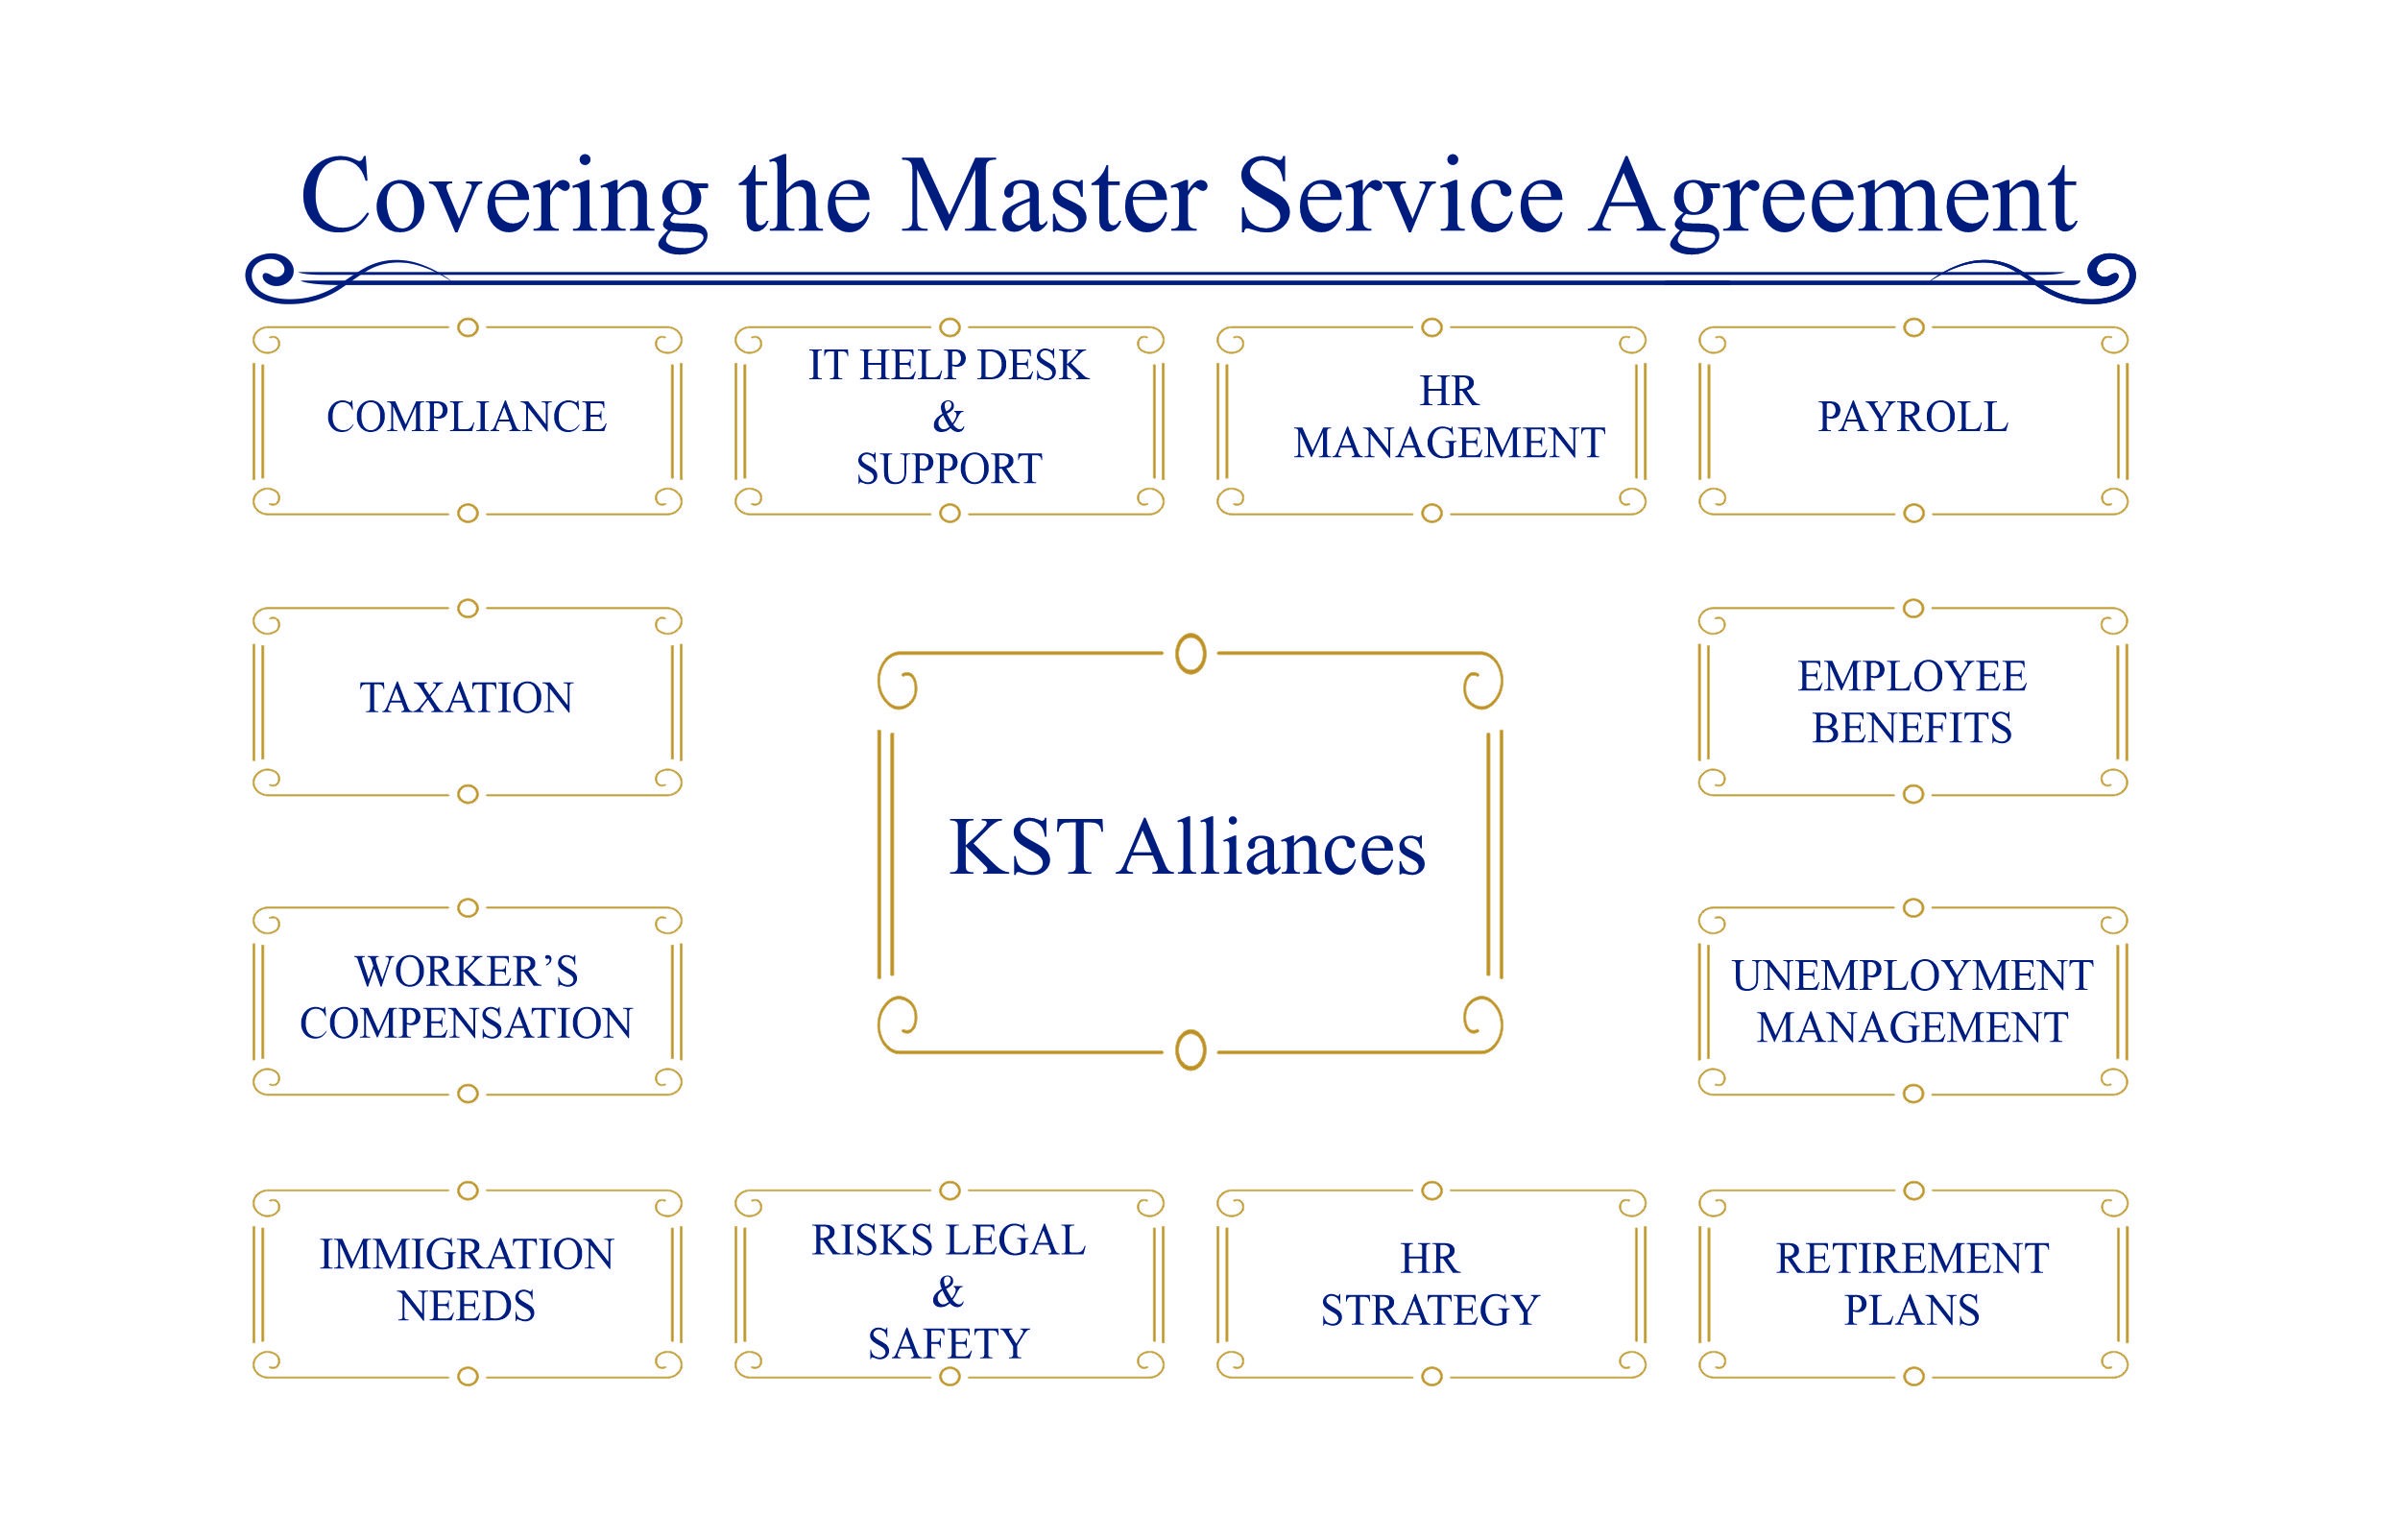 Covering the Master Service Agreement
COMPLIANCE
IT HELP DESK
&
SUPPORT
HR
MANAGEMENT
PAYROLL
TAXATION
EMPLOYEE
BENEFITS
KST Alliances
WORKER’S
COMPENSATION
UNEMPLOYMENT
MANAGEMENT
IMMIGRATION
NEEDS
RISKS LEGAL
&
SAFETY
HR
STRATEGY
RETIREMENT
PLANS